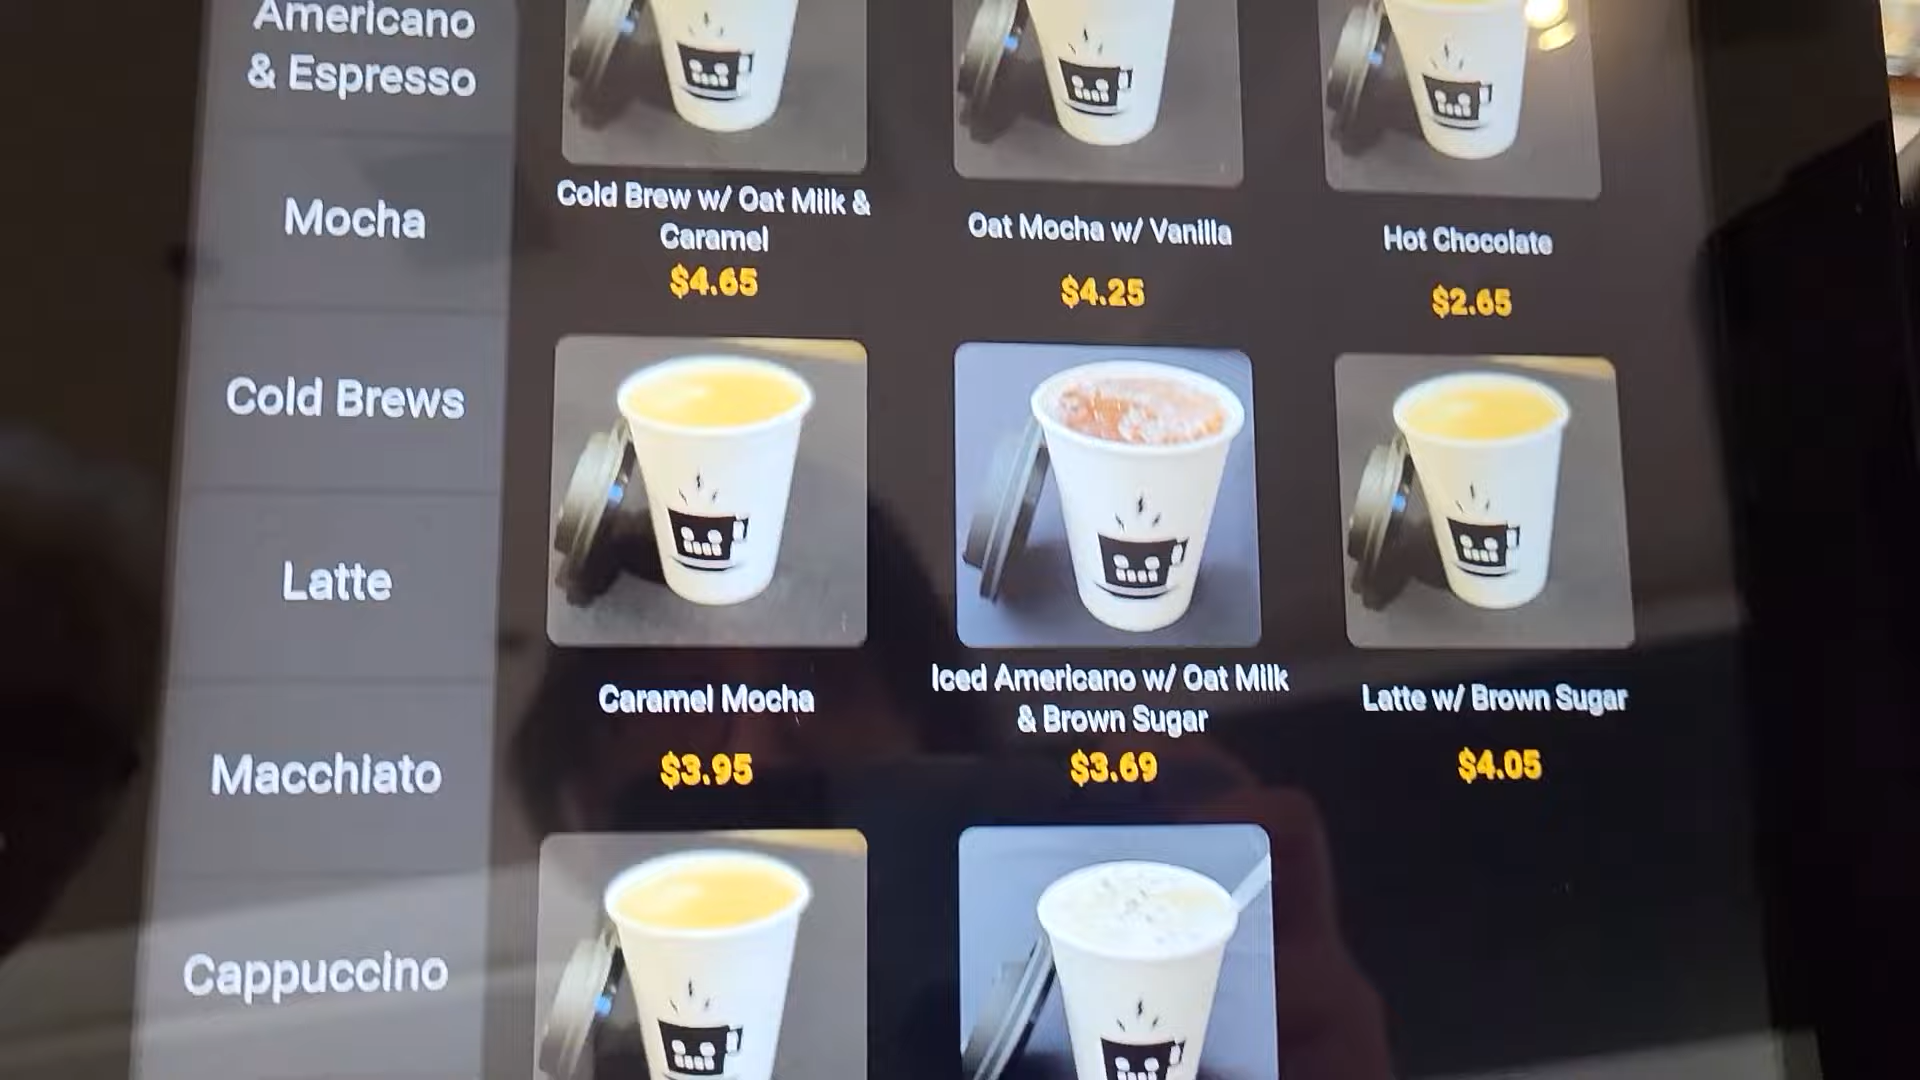 Americano
& Espresso
Mocha
Cold Brews
Latte
Macchiato
Cappuccino
Cold Brew w/ Oat Milk &
Caramel
$4.65
Oat Mocha w/ Vanilla
$4.25
Hot Chocolate
$2.65
Caramel Mocha
$3.95
Iced Americano w/ Oat Milk
& Brown Sugar
$3.69
Latte w/ Brown Sugar
$4.05